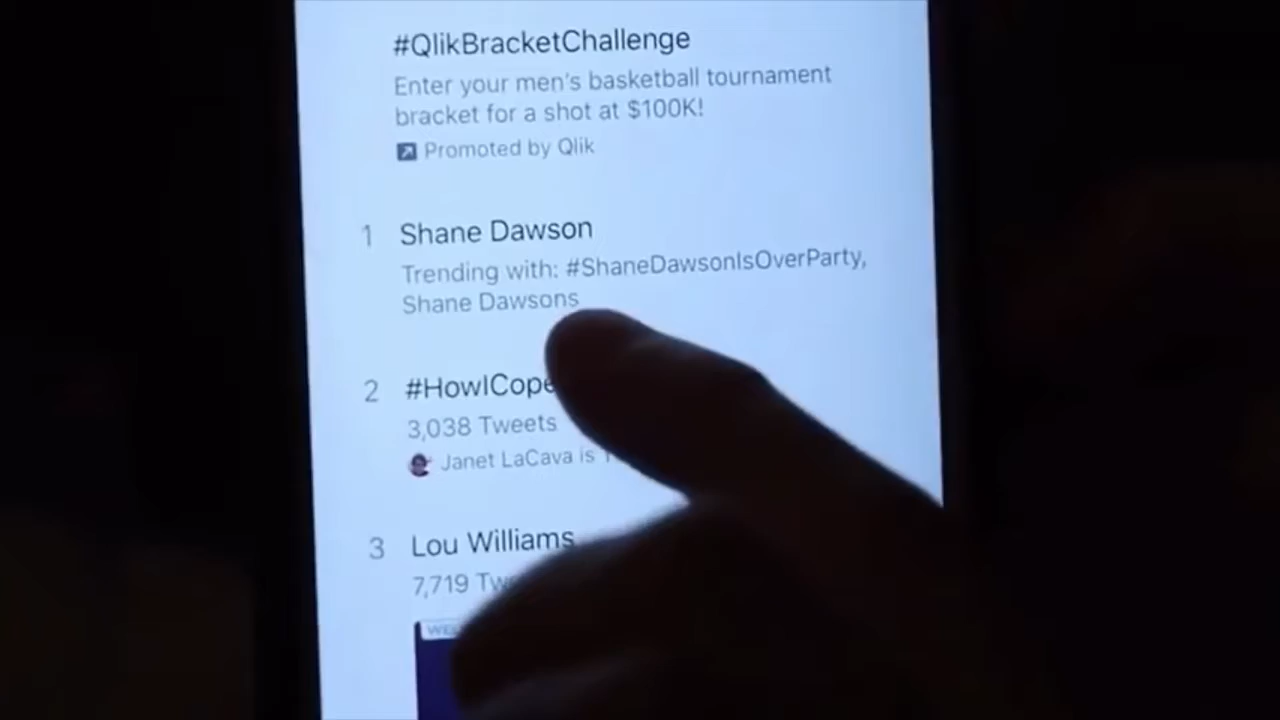 #QlikBracketChallenge
Enter your men's basketball tournament
bracket for a shot at $100K!
Promoted by Qlik
1 Shane Dawson
Trending with: #ShaneDawsonIsOverParty,
Shane Dawsons
2 #HowICope
3,038 Tweets
Janet LaCava is
3 Lou Williams
7,719